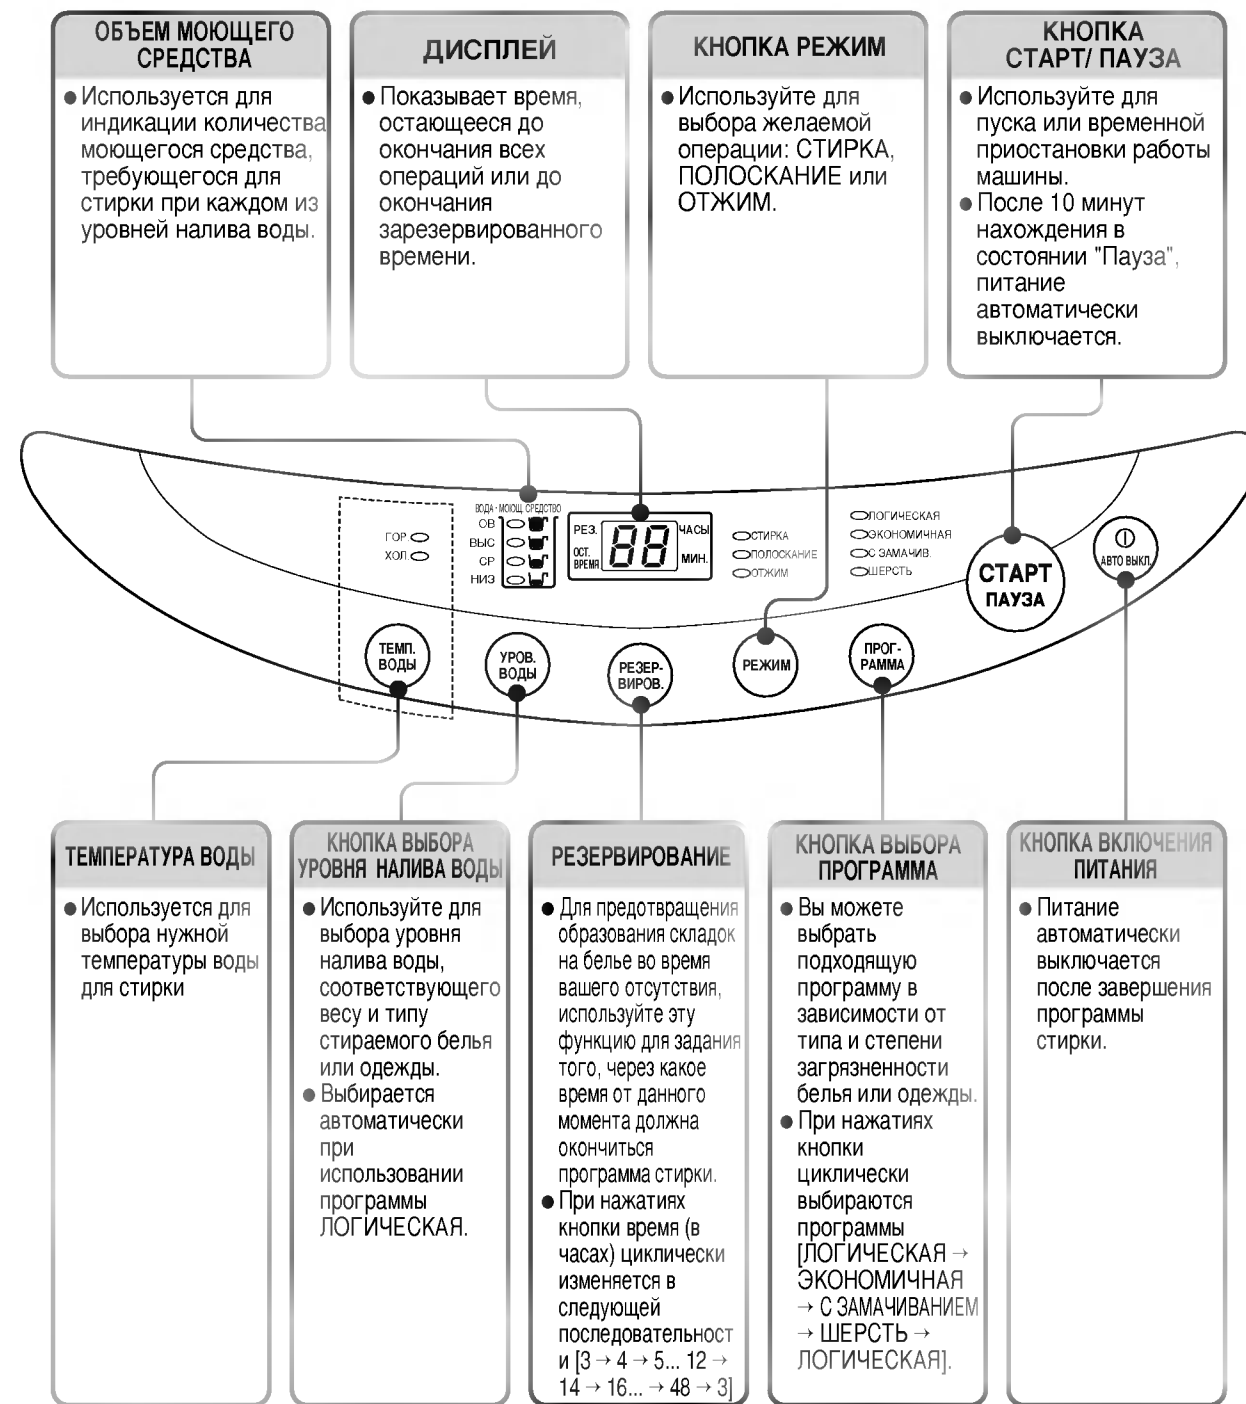 ОБЪЕМ МОЮЩЕГО
СРЕДСТВА
● Используется для
индикации количества
моющегося средства,
требующегося для
стирки при каждом из
уровней налива воды.
ДИСПЛЕЙ
● Показывает время,
остающееся до
окончания всех
операций или до
окончания
зарезервированного
времени.
КНОПКА РЕЖИМ
● Используйте для
выбора желаемой
операции: СТИРКА,
ПОЛОСКАНИЕ или
ОТЖИМ.
КНОПКА
СТАРТ/ ПАУЗА
● Используйте для
пуска или временной
приостановки работы
машины.
● После 10 минут
нахождения в
состоянии "Пауза",
питание
автоматически
выключается.
ГОР
ХОЛ
ВОДА - МОЮЩ. СРЕДСТВО
ОВ
ВЫС
СР
НИЗ
РЕЗ.
ОСТ.
ВРЕМЯ
88
ЧАСЫ
МИН.
СТИРКА
ПОЛОСКАНИЕ
ОТЖИМ
ЛОГИЧЕСКАЯ
ЭКОНОМИЧНАЯ
С ЗАМАЧИВ.
ШЕРСТЬ
СТАРТ
ПАУЗА
АВТО ВЫКЛ.
ТЕМП.
ВОДЫ
УРОВ.
ВОДЫ
РЕЗЕР-
ВИРОВ.
РЕЖИМ
ПРОГ-
РАММА
ТЕМПЕРАТУРА ВОДЫ
● Используется для
выбора нужной
температуры воды
для стирки
КНОПКА ВЫБОРА
УРОВНЯ НАЛИВА ВОДЫ
● Используйте для
выбора уровня
налива воды,
соответствующего
весу и типу
стираемого белья
или одежды.
● Выбирается
автоматически
при
использовании
программы
ЛОГИЧЕСКАЯ.
РЕЗЕРВИРОВАНИЕ
● Для предотвращения
образования складок
на белье во время
вашего отсутствия,
используйте эту
функцию для задания
того, через какое
время от данного
момента должна
окончиться
программа стирки.
● При нажатиях
кнопки время (в
часах) циклически
изменяется в
следующей
последовательност
и [3 → 4 → 5... 12 →
14 → 16... → 48 → 3]
КНОПКА ВЫБОРА
ПРОГРАММА
● Вы можете
выбрать
подходящую
программу в
зависимости от
типа и степени
загрязненности
белья или одежды.
● При нажатиях
кнопки
циклически
выбираются
программы
[ЛОГИЧЕСКАЯ →
ЭКОНОМИЧНАЯ
→ С ЗАМАЧИВАНИЕМ
→ ШЕРСТЬ →
ЛОГИЧЕСКАЯ].
КНОПКА ВКЛЮЧЕНИЯ
ПИТАНИЯ
● Питание
автоматически
выключается
после завершения
программы
стирки.